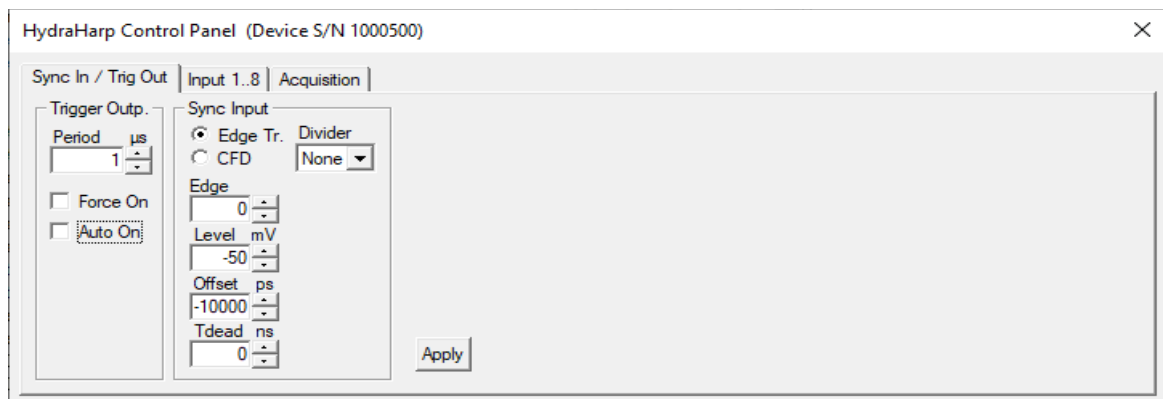 HydraHarp Control Panel (Device S/N 1000500)
Sync In / Trig Out
Input 1..8
Acquisition
Trigger Outp.
Period µs
1
Force On
Auto On
Sync Input
Edge Tr.
CFD
Divider
None
Edge
0
Level mV
-50
Offset ps
-10000
Tdead ns
0
Apply